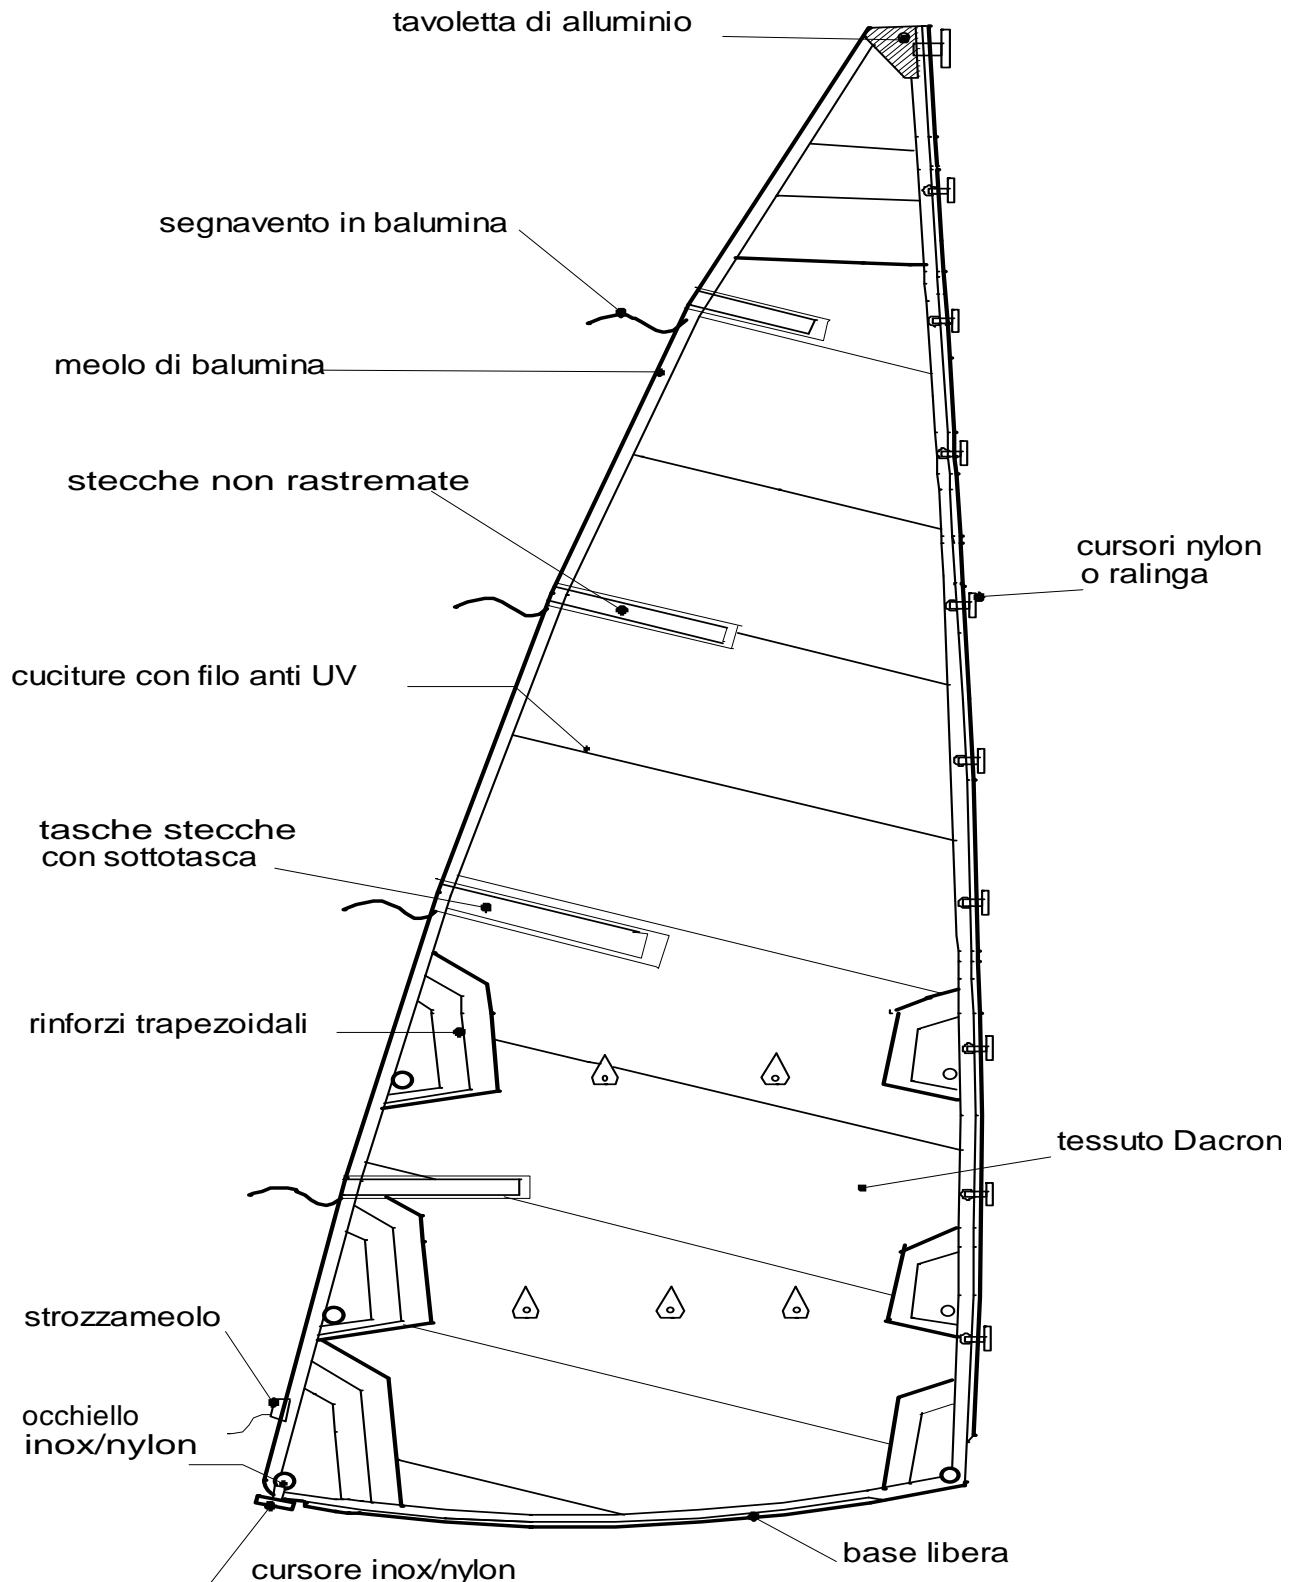 tavoletta di alluminio
segnavento in balumina
meolo di balumina
stecche non rastremate
cursori nylon
o ralinga
cuciture con filo anti UV
tasche stecche
con sottotasca
rinforzi trapezoidali
tessuto Dacron
strozzameolo
occhiello
inox/nylon
base libera
cursore inox/nylon